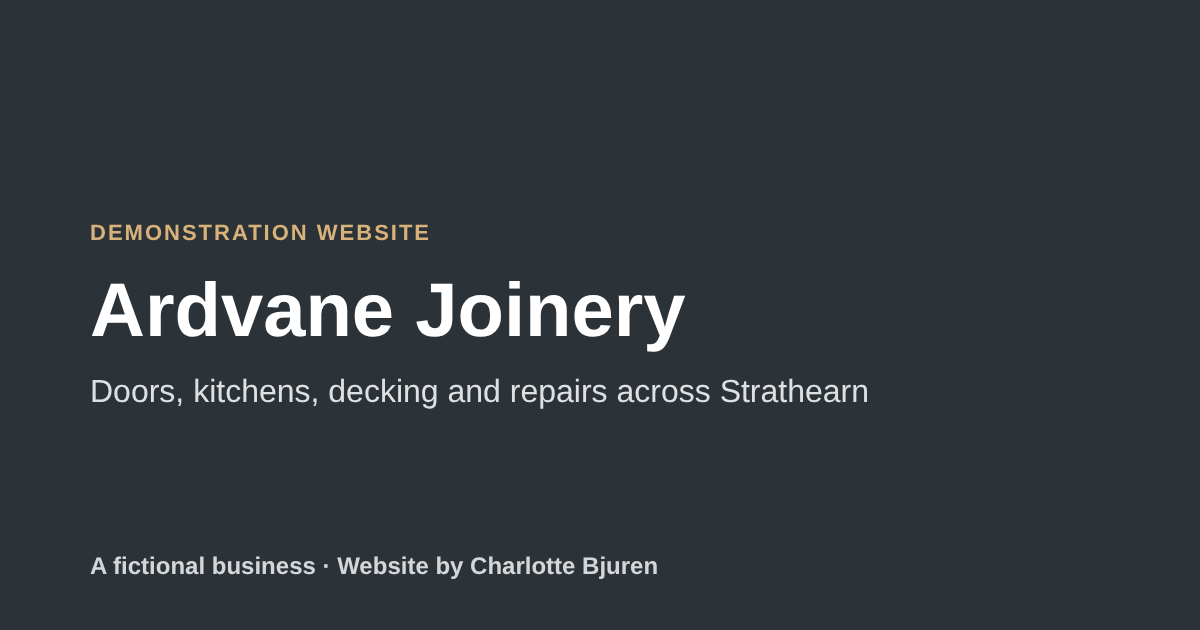 DEMONSTRATION WEBSITE
Ardvane Joinery
Doors, kitchens, decking and repairs across Strathearn
A fictional business · Website by Charlotte Bjuren